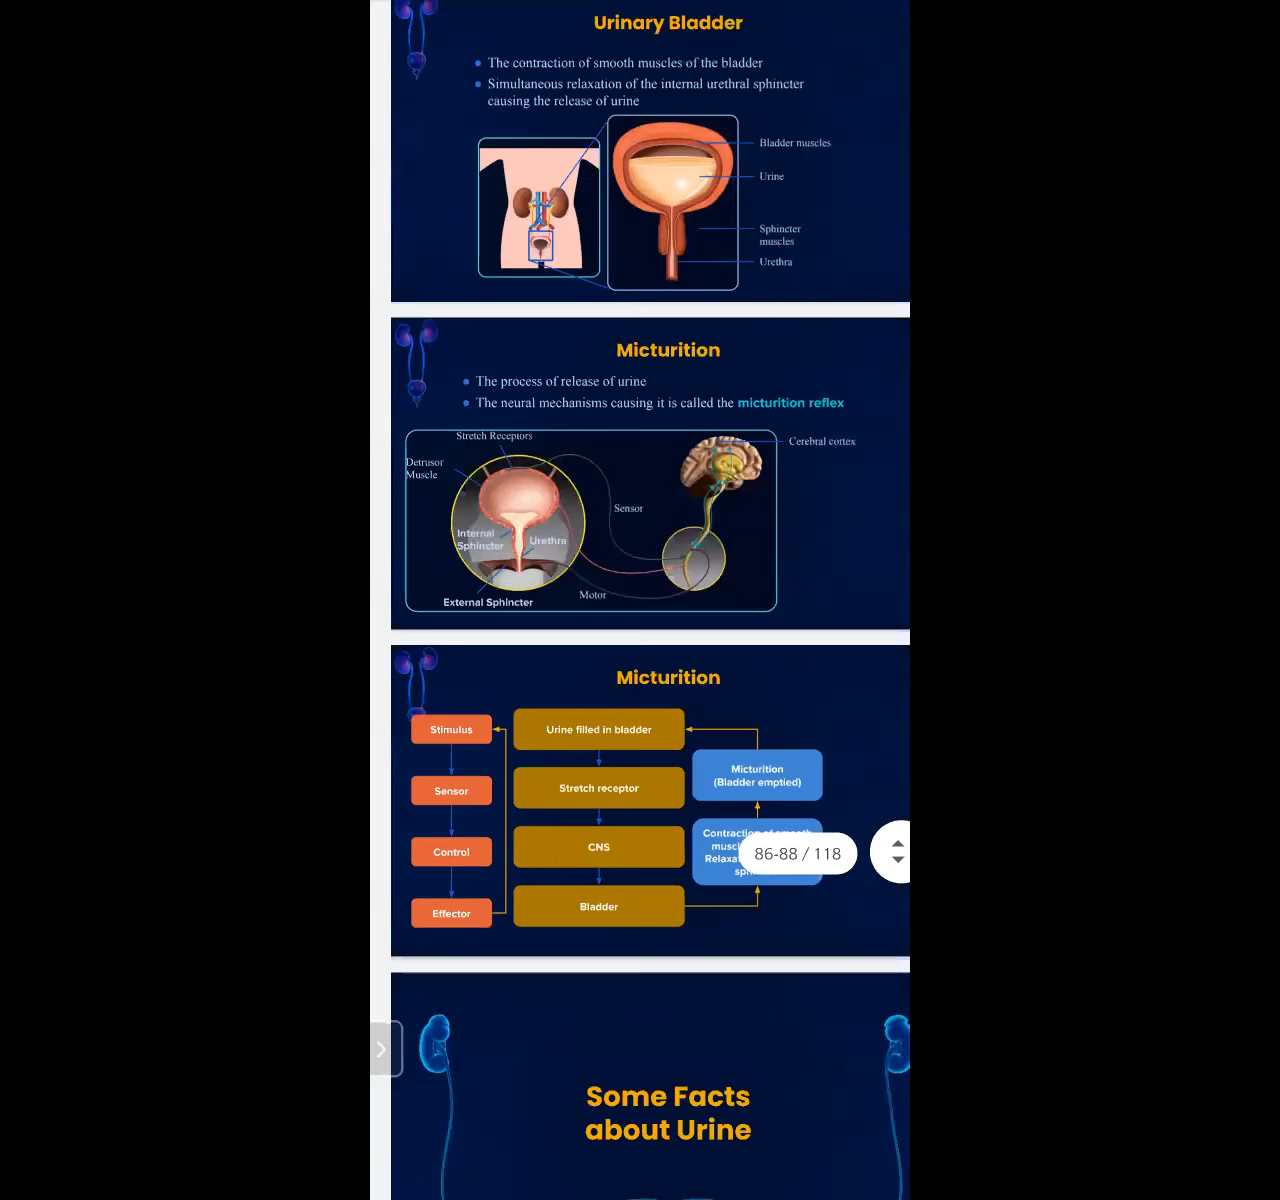 Urinary Bladder
The contraction of smooth muscles of the bladder
Simultaneous relaxation of the internal urethral sphincter
causing the release of urine
Bladder muscles
Urine
Sphincter
muscles
Urethra
Micturition
The process of release of urine
The neural mechanisms causing it is called the micturition reflex
Stretch Receptors
Cerebral cortex
Detrusor
Muscle
Sensor
Internal
Sphincter
Urethra
Motor
External Sphincter
Micturition
Stimulus
Sensor
Control
Effector
Urine filled in bladder
Stretch receptor
CNS
Bladder
Micturition
(Bladder emptied)
Contraction of smooth
86-88 / 118
Some Facts
about Urine